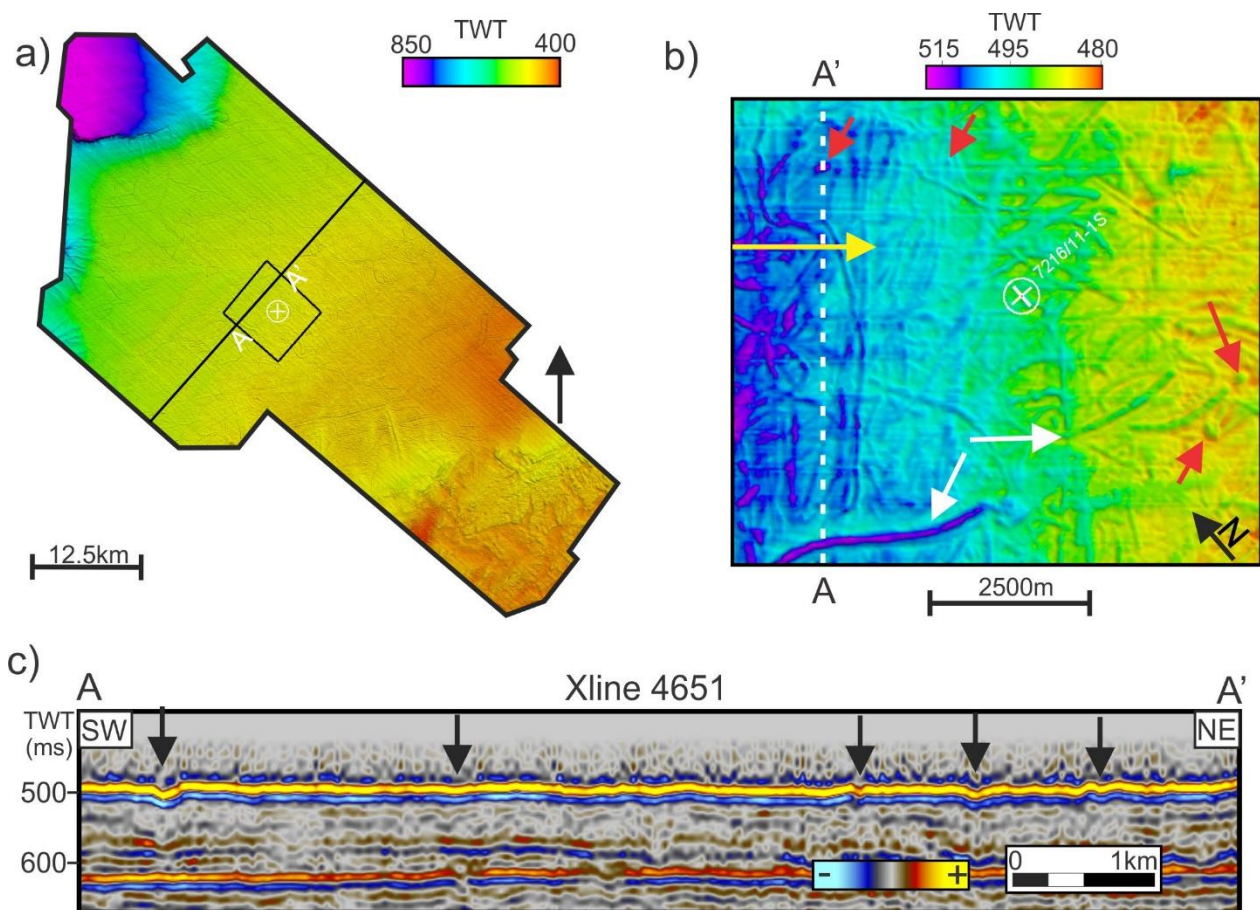 a)
TWT
850 400
A
A'
12.5km
b)
TWT
515 495 480
A'
7216/11-1S
N
A
2500m
c)
A Xline 4651 A'
TWT
(ms)
SW NE
500
600
- +
0 1km